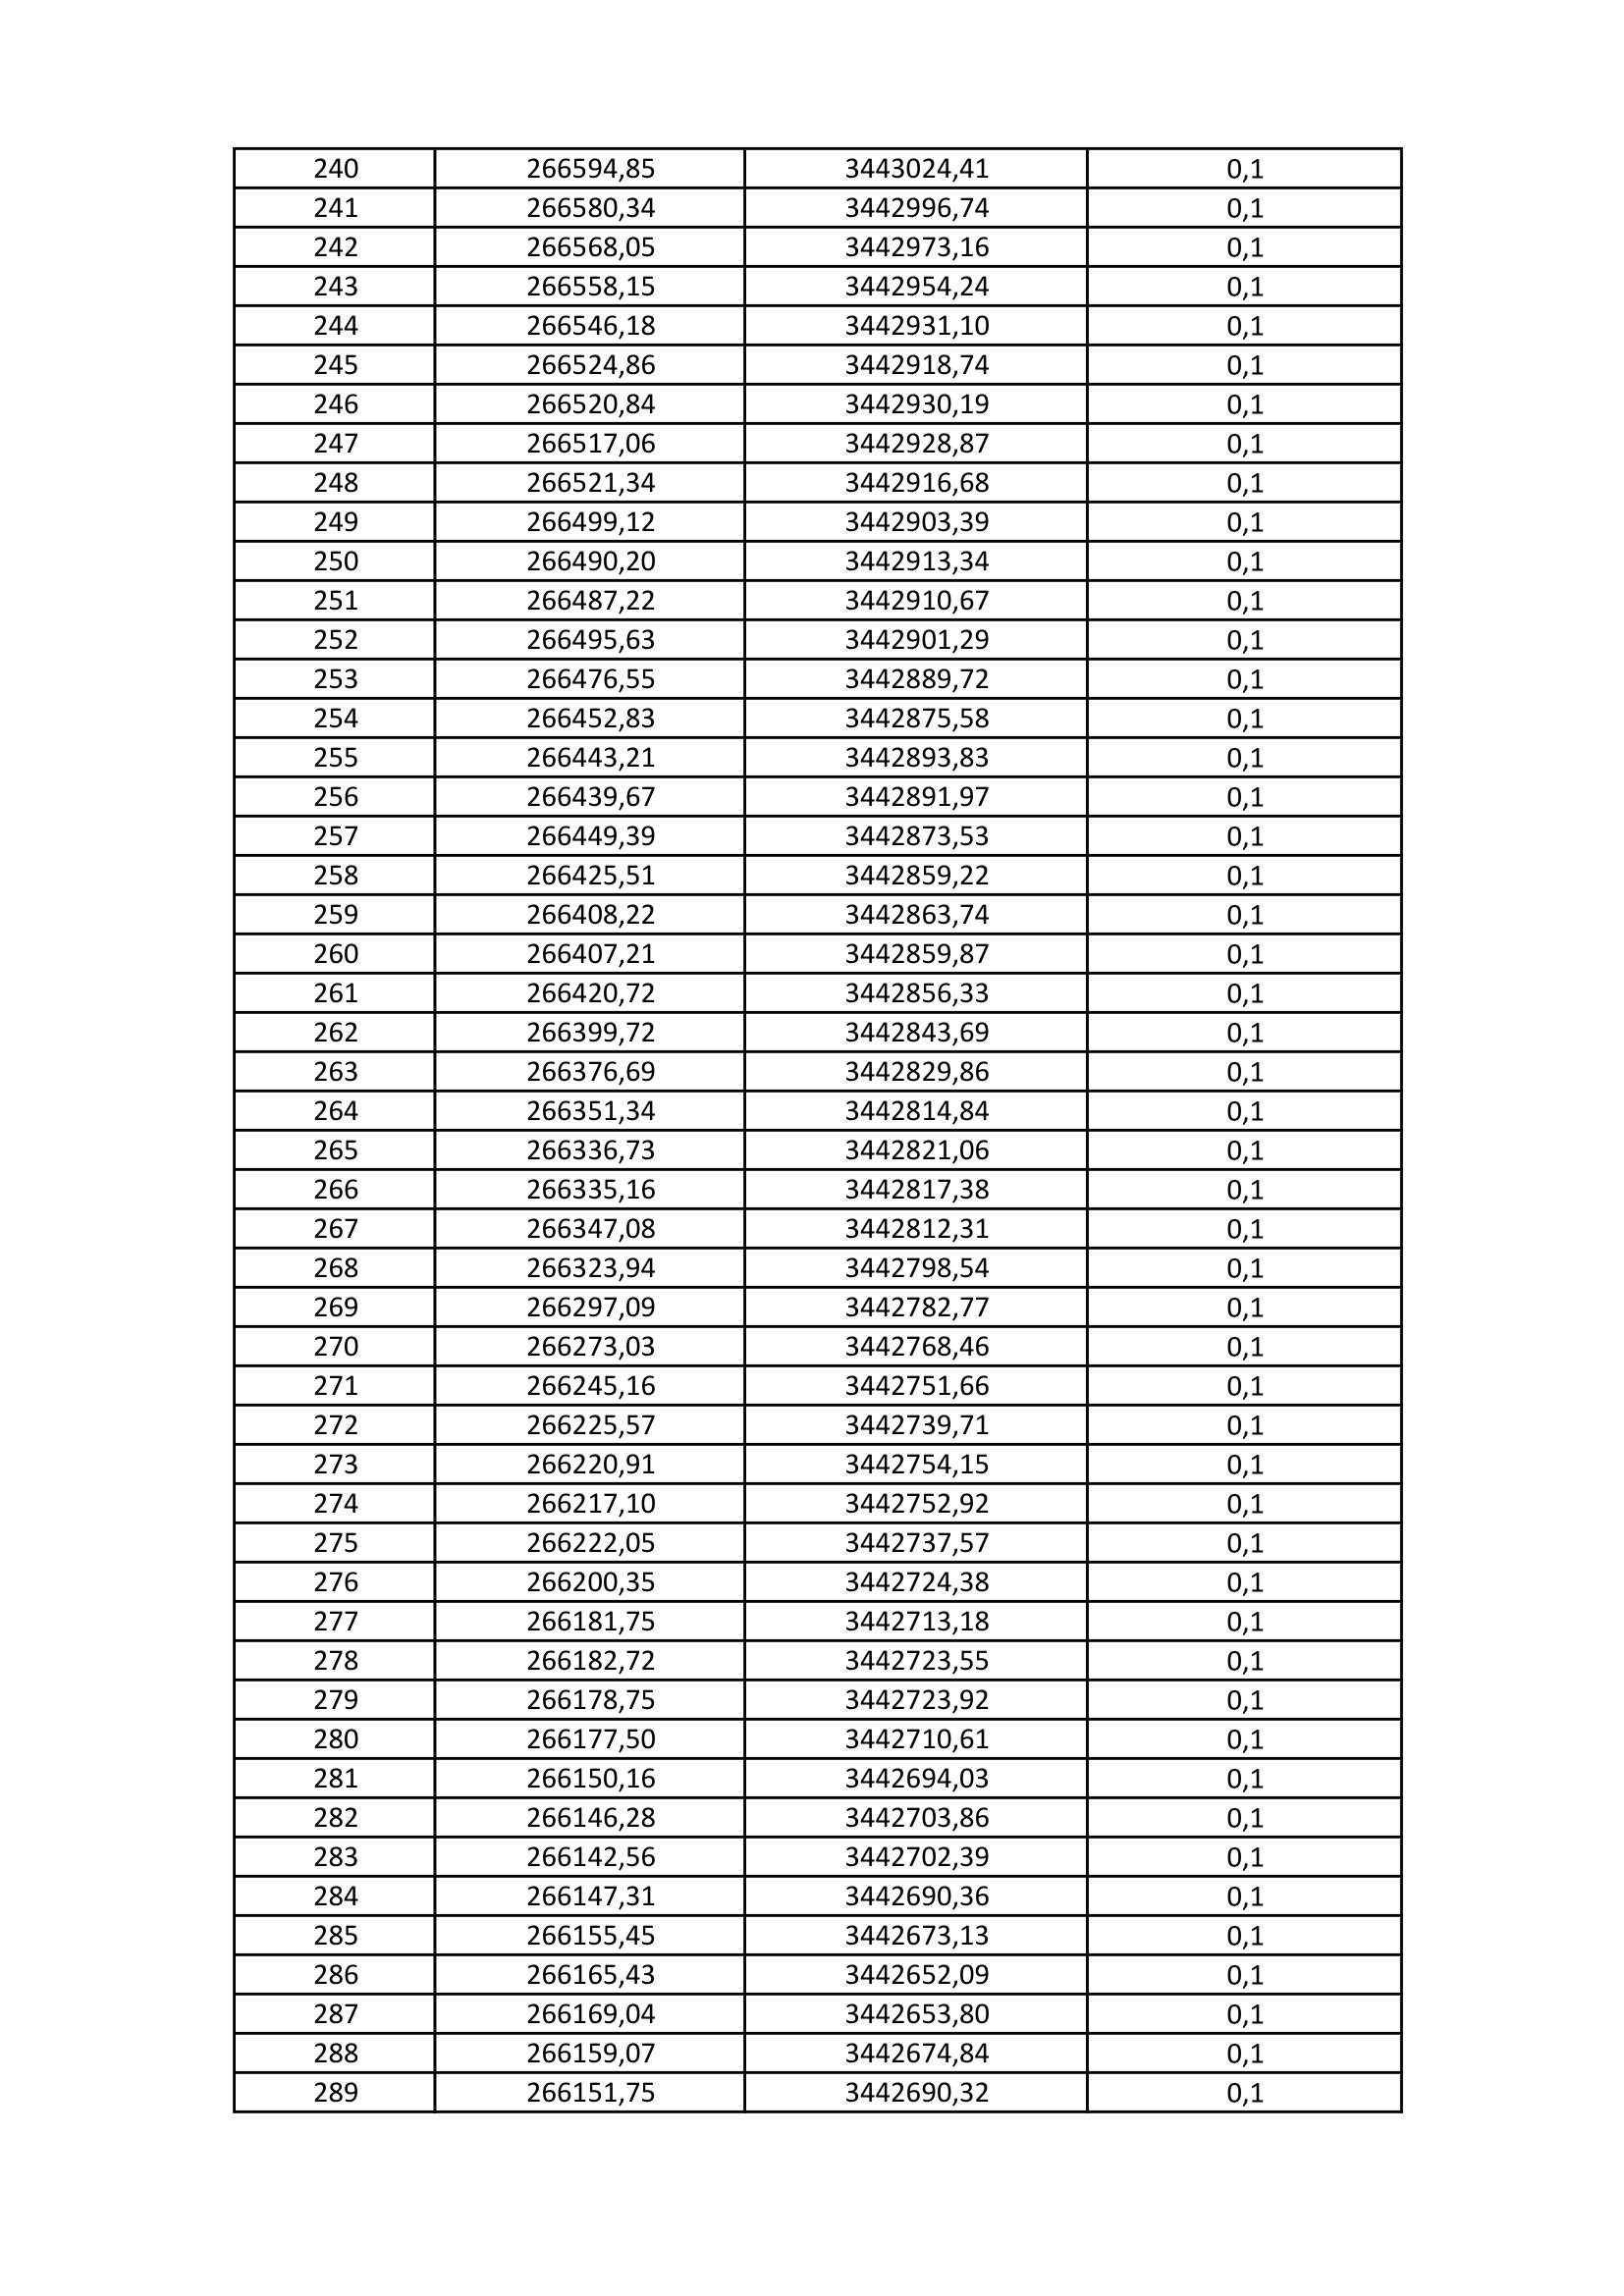 240 266594,85 3443024,41 0,1
241 266580,34 3442996,74 0,1
242 266568,05 3442973,16 0,1
243 266558,15 3442954,24 0,1
244 266546,18 3442931,10 0,1
245 266524,86 3442918,74 0,1
246 266520,84 3442930,19 0,1
247 266517,06 3442928,87 0,1
248 266521,34 3442916,68 0,1
249 266499,12 3442903,39 0,1
250 266490,20 3442913,34 0,1
251 266487,22 3442910,67 0,1
252 266495,63 3442901,29 0,1
253 266476,55 3442889,72 0,1
254 266452,83 3442875,58 0,1
255 266443,21 3442893,83 0,1
256 266439,67 3442891,97 0,1
257 266449,39 3442873,53 0,1
258 266425,51 3442859,22 0,1
259 266408,22 3442863,74 0,1
260 266407,21 3442859,87 0,1
261 266420,72 3442856,33 0,1
262 266399,72 3442843,69 0,1
263 266376,69 3442829,86 0,1
264 266351,34 3442814,84 0,1
265 266336,73 3442821,06 0,1
266 266335,16 3442817,38 0,1
267 266347,08 3442812,31 0,1
268 266323,94 3442798,54 0,1
269 266297,09 3442782,77 0,1
270 266273,03 3442768,46 0,1
271 266245,16 3442751,66 0,1
272 266225,57 3442739,71 0,1
273 266220,91 3442754,15 0,1
274 266217,10 3442752,92 0,1
275 266222,05 3442737,57 0,1
276 266200,35 3442724,38 0,1
277 266181,75 3442713,18 0,1
278 266182,72 3442723,55 0,1
279 266178,75 3442723,92 0,1
280 266177,50 3442710,61 0,1
281 266150,16 3442694,03 0,1
282 266146,28 3442703,86 0,1
283 266142,56 3442702,39 0,1
284 266147,31 3442690,36 0,1
285 266155,45 3442673,13 0,1
286 266165,43 3442652,09 0,1
287 266169,04 3442653,80 0,1
288 266159,07 3442674,84 0,1
289 266151,75 3442690,32 0,1